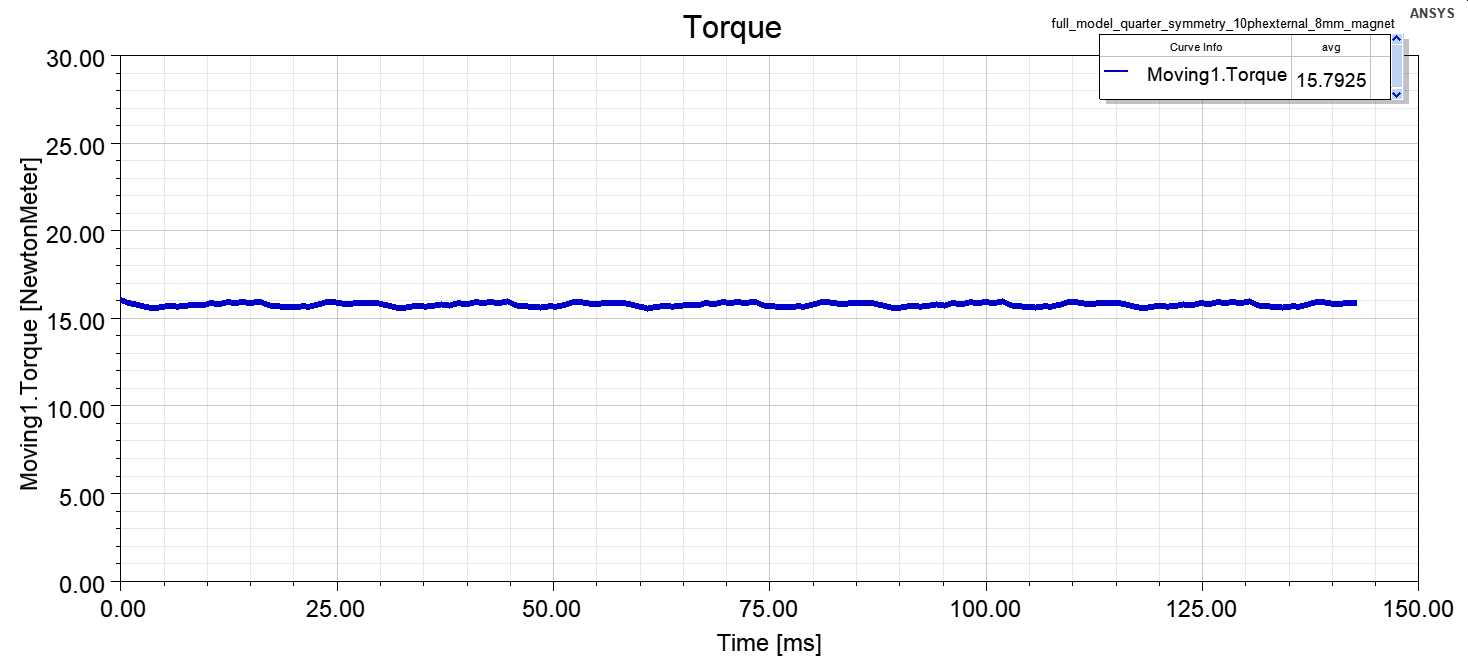 Torque
ANSYS
full_model_quarter_symmetry_10phexternal_8mm_magnet
Curve Info avg
Moving1.Torque 15.7925
Moving1.Torque [NewtonMeter]
30.00
25.00
20.00
15.00
10.00
5.00
0.00
0.00 25.00 50.00 75.00 100.00 125.00 150.00
Time [ms]